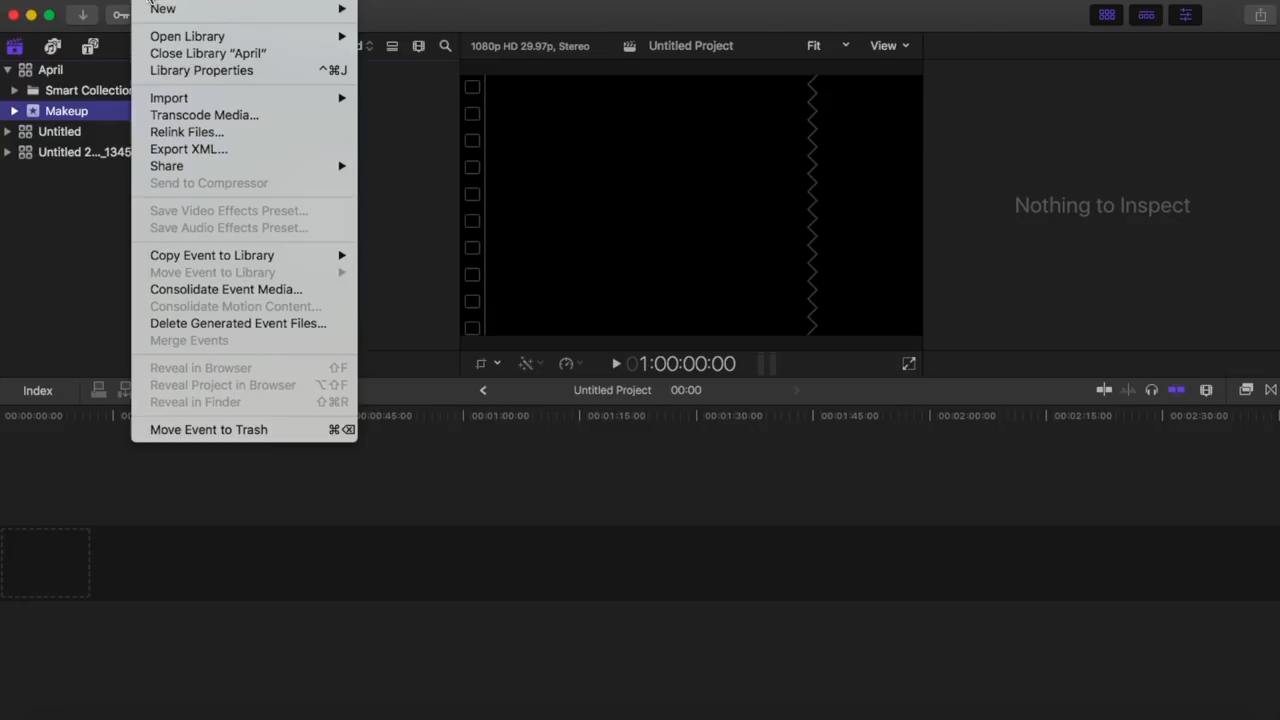 New
Open Library
Close Library “April”
Library Properties ^⌘J
Import
Transcode Media...
Relink Files...
Export XML...
Share
Send to Compressor
Save Video Effects Preset...
Save Audio Effects Preset...
Copy Event to Library
Move Event to Library
Consolidate Event Media...
Consolidate Motion Content...
Delete Generated Event Files...
Merge Events
Reveal in Browser ⇧F
Reveal Project in Browser ⌥⇧F
Reveal in Finder ⇧⌘R
Move Event to Trash ⌘⌫
April
Smart Collection
Makeup
Untitled
Untitled 2..._1345
1080p HD 29.97p, Stereo
Untitled Project
Fit
View
Nothing to Inspect
01:00:00:00
Index
Untitled Project
00:00
00:00:00:00
00:00:45:00
00:01:00:00
00:01:15:00
00:01:30:00
00:01:45:00
00:02:00:00
00:02:15:00
00:02:30:00